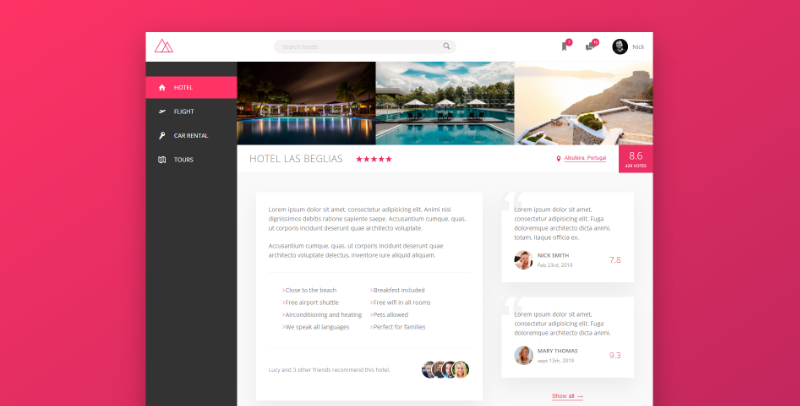 Search hotels
Nick
HOTEL
FLIGHT
CAR RENTAL
TOURS
HOTEL LAS BEGLIAS
Albufeira, Portugal
8.6
Lorem ipsum dolor sit amet, consectetur adipisicing elit. Animi nisl
dignissimos debitis ratione sapiente saepe. Accusantium cumque, quas,
ut corporis incidunt deserunt quae architecto voluptate.
Accusantium cumque, quas, ut corporis incidunt deserunt quae
architecto voluptate delectus, inventore iure aliquid aliquam.
Close to the beach
Breakfast included
Free airport shuttle
Free wifi in all rooms
Airconditioning and heating
Pets allowed
We speak all languages
Perfect for families
Lucy and 3 other friends recommend this hotel.
Lorem ipsum dolor sit amet,
consectetur adipisicing elit. Fuga
doloremque architecto dicta animi,
totam, itaque officia ex.
NICK SMITH
Feb 23rd, 2019
7.8
Lorem ipsum dolor sit amet,
consectetur adipisicing elit. Fuga
doloremque architecto dicta animi.
MARY THOMAS
Sept 13th, 2019
9.3
Show all →